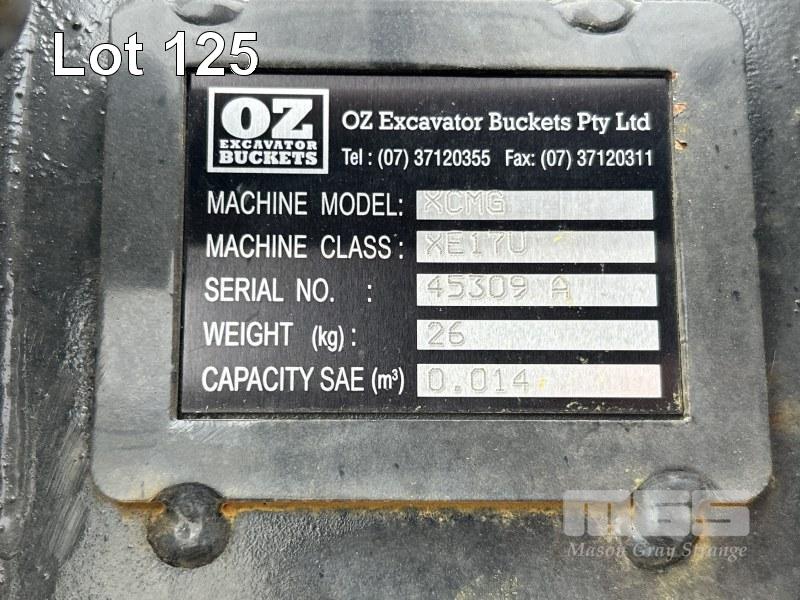 Lot 125
OZ
EXCAVATOR
BUCKETS
OZ Excavator Buckets Pty Ltd
Tel : (07) 37120355 Fax: (07) 37120311
MACHINE MODEL: XCMG
MACHINE CLASS: XE17U
SERIAL NO. : 45309 A
WEIGHT (kg): 26
CAPACITY SAE (m³) 0.014
MGS
Mason Gray Strange